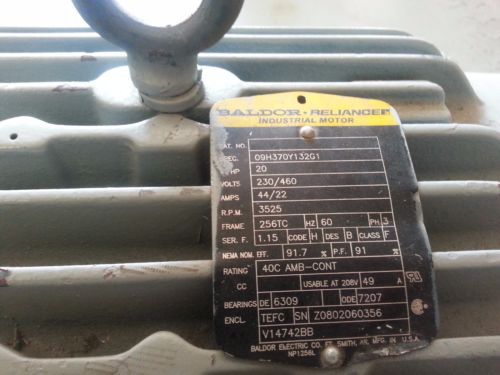 BALDOR · RELIANCER
INDUSTRIAL MOTOR
CAT. NO.
SPEC. 09H370Y132G1
HP 20
VOLTS 230/460
AMPS 44/22
R.P.M. 3525
FRAME 256TC HZ 60 PH 3
SER. F. 1.15 CODE H DES B CLASS F
NEMA NOM. EFF. 91.7 % P.F. 91 %
RATING 40C AMB-CONT
CC USABLE AT 208V 49 A
BEARINGS DE 6309 ODE 7207
ENCL. TEFC SN Z0802060356
V14742BB
BALDOR ELECTRIC CO. FT. SMITH, AR. MFG. IN U.S.A.
NP1256L